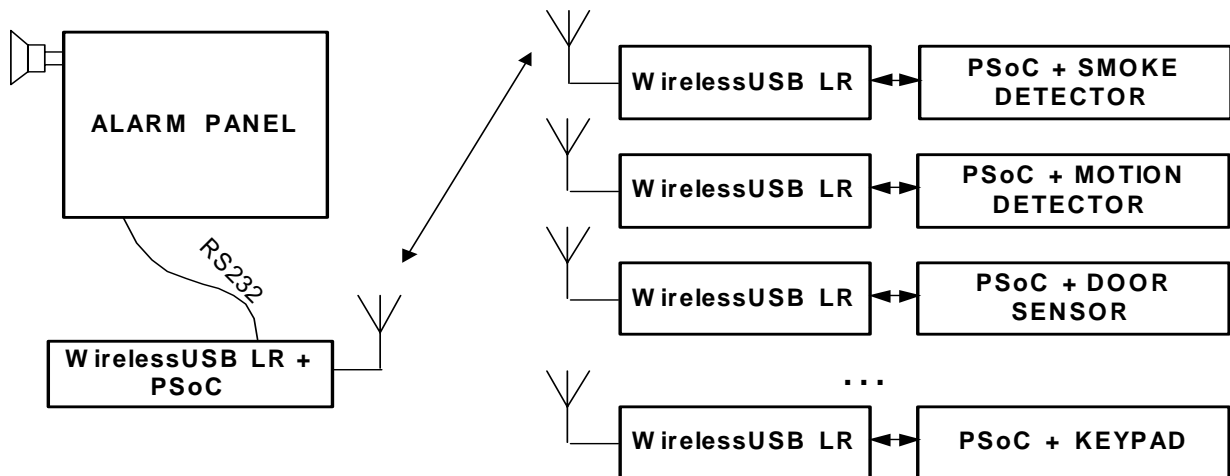 ALARM PANEL
RS232
WirelessUSB LR +
PSoC
WirelessUSB LR
PSoC + SMOKE
DETECTOR
WirelessUSB LR
PSoC + MOTION
DETECTOR
WirelessUSB LR
PSoC + DOOR
SENSOR
...
WirelessUSB LR
PSoC + KEYPAD